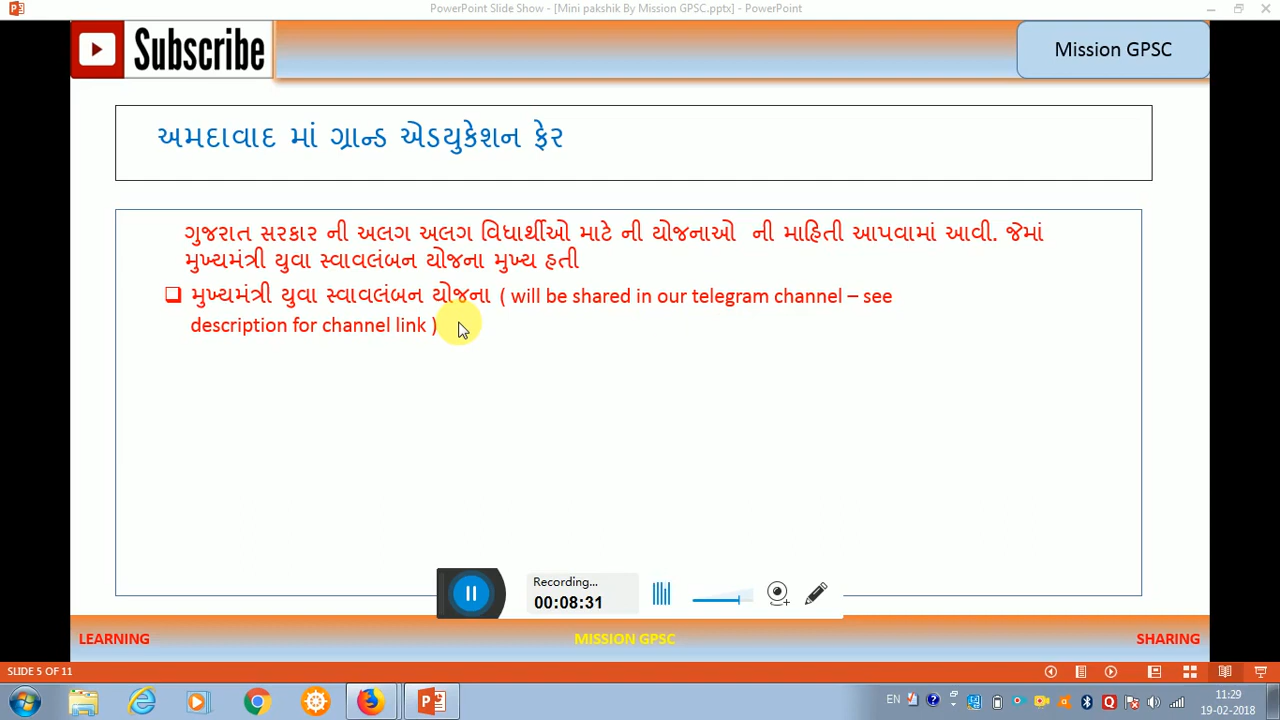 PowerPoint Slide Show - [Mini pakshik By Mission GPSC.pptx] - PowerPoint
Subscribe
Mission GPSC
અમદાવાદ માં ગ્રાન્ડ એડયુકેશન ફેર
ગુજરાત સરકાર ની અલગ અલગ વિધાર્થીઓ માટે ની યોજનાઓ ની માહિતી આપવામાં આવી. જેમાં
મુખ્યમંત્રી યુવા સ્વાવલંબન યોજના મુખ્ય હતી
મુખ્યમંત્રી યુવા સ્વાવલંબન યોજના ( will be shared in our telegram channel – see
description for channel link )
Recording...
00:08:31
LEARNING
MISSION GPSC
SHARING
SLIDE 5 OF 11
EN
11:29
19-02-2018